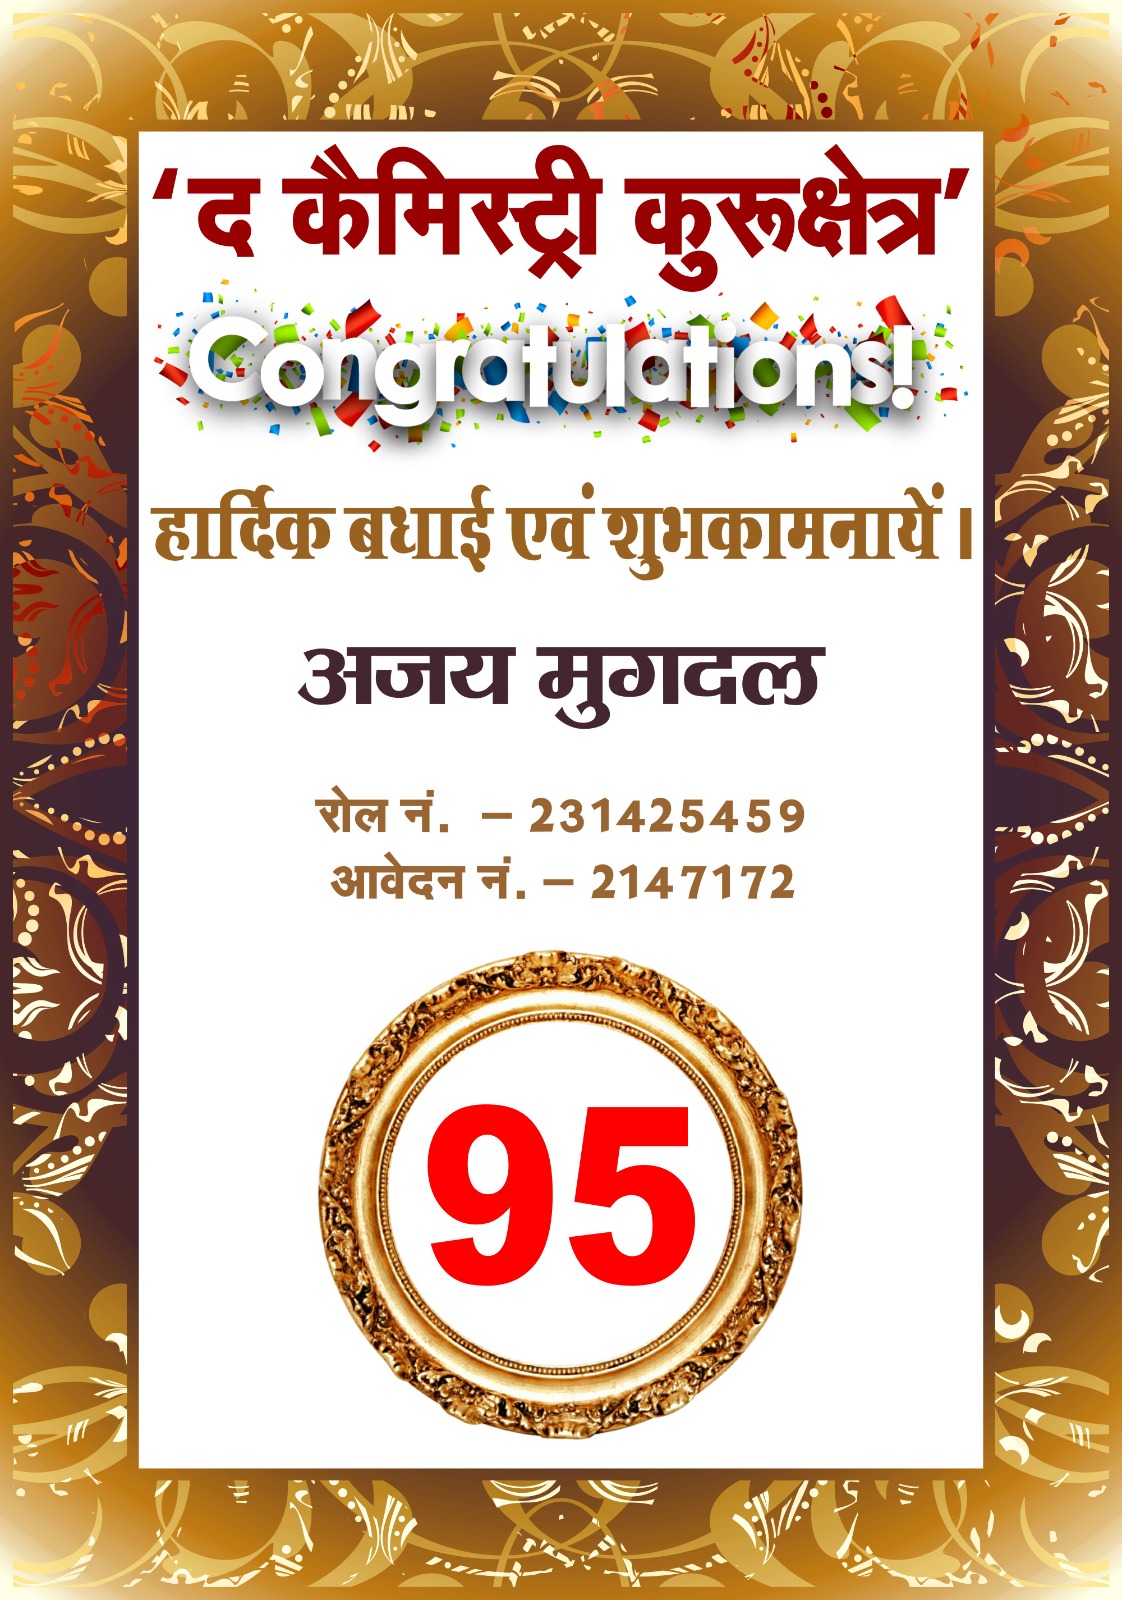 ‘द कैमिस्ट्री कुरूक्षेत्र’
Congratulations!
हार्दिक बधाई एवं शुभकामनायें।
अजय मुगदल
रोल नं. – 231425459
आवेदन नं. – 2147172
95